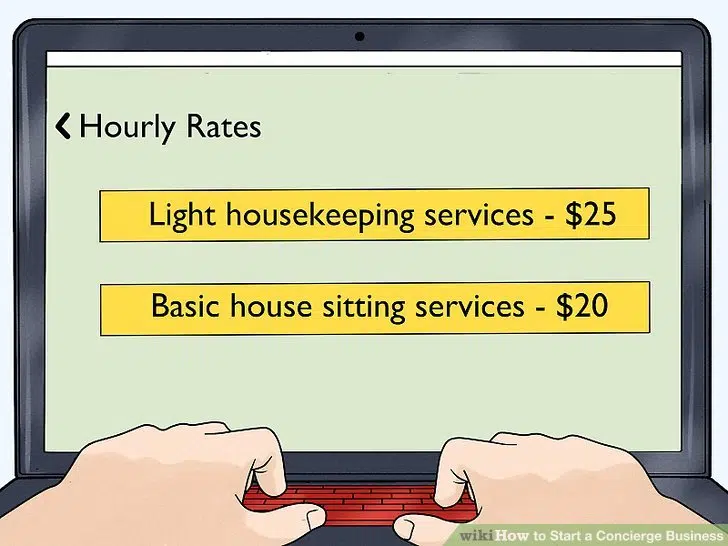 Hourly Rates
Light housekeeping services - $25
Basic house sitting services - $20
wikiHow to Start a Concierge Business